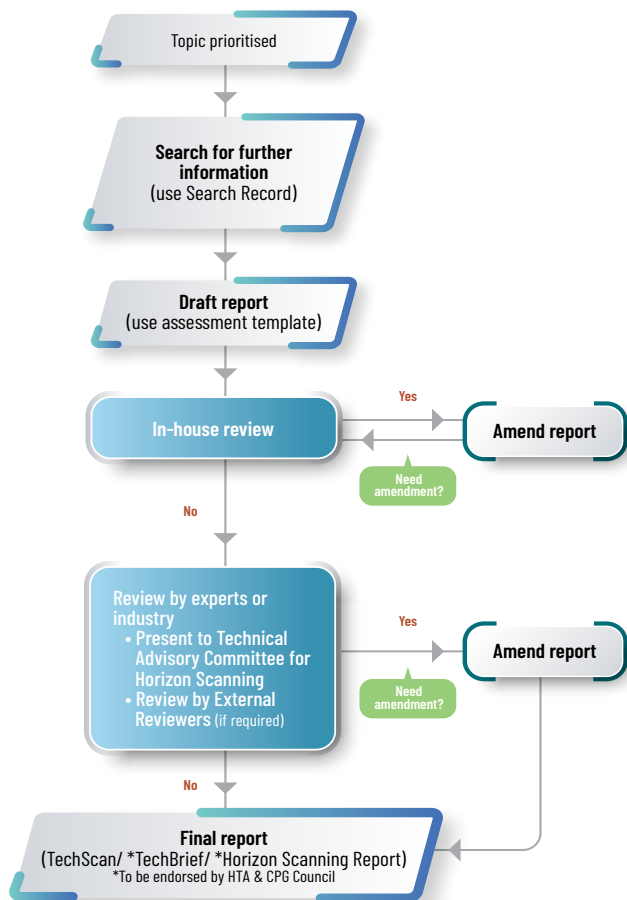 Topic prioritised
Search for further
information
(use Search Record)
Draft report
(use assessment template)
In-house review
Yes
Amend report
Need
amendment?
No
Review by experts or
industry
• Present to Technical
Advisory Committee for
Horizon Scanning
• Review by External
Reviewers (if required)
Yes
Amend report
Need
amendment?
No
Final report
(TechScan/ *TechBrief/ *Horizon Scanning Report)
*To be endorsed by HTA & CPG Council